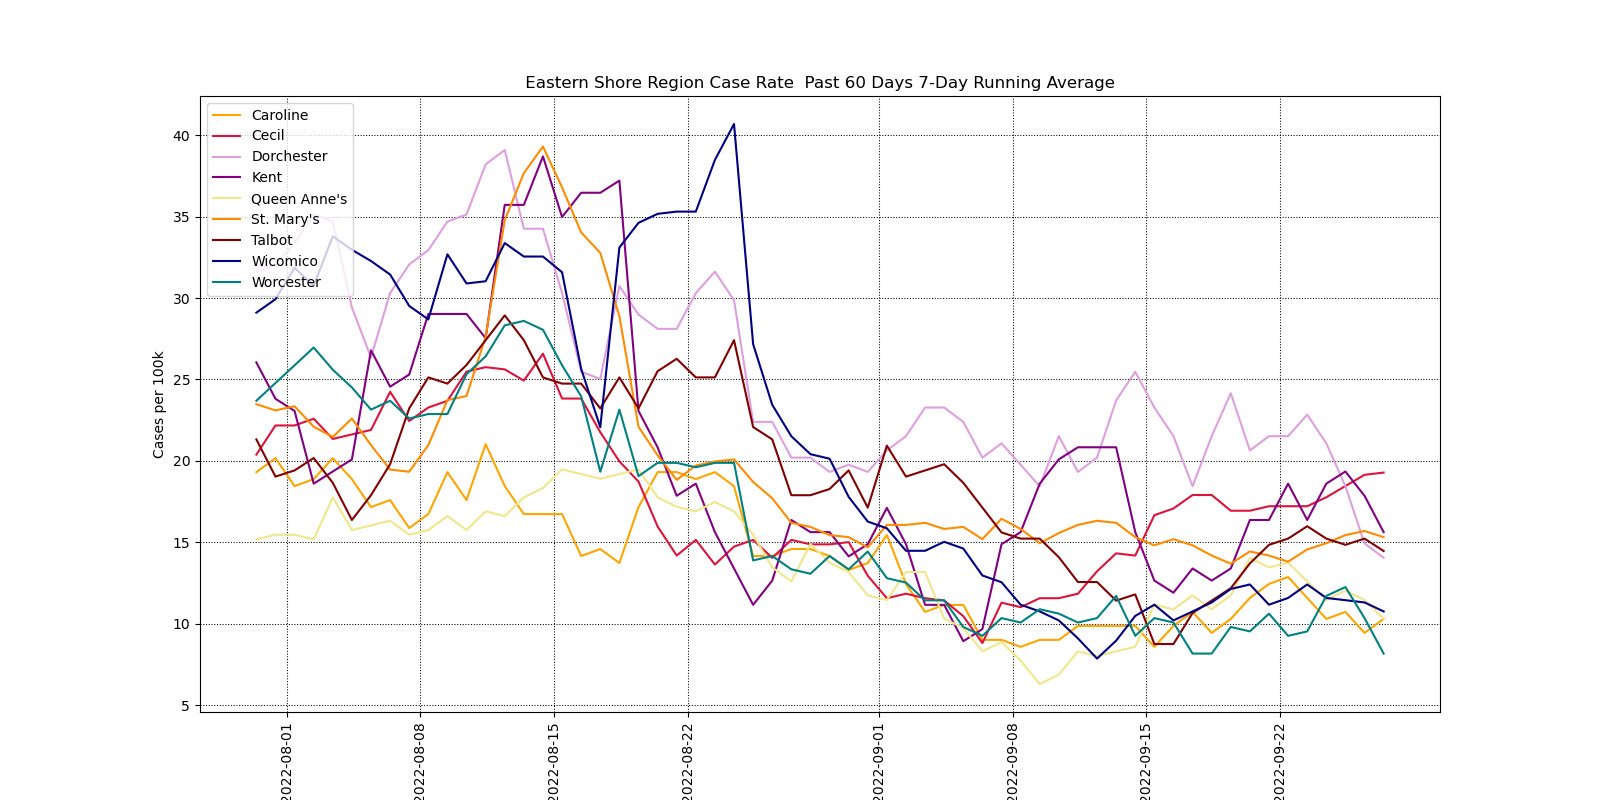 Eastern Shore Region Case Rate  Past 60 Days 7-Day Running Average
Caroline
Cecil
Dorchester
Kent
Queen Anne's
St. Mary's
Talbot
Wicomico
Worcester
40
35
30
25
20
15
10
5
Cases per 100k
2022-08-01
2022-08-08
2022-08-15
2022-08-22
2022-09-01
2022-09-08
2022-09-15
2022-09-22